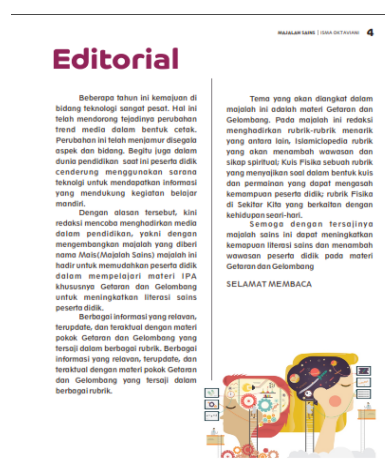 MAJALAH SAINS | ISMA OKTAVIANI 4
Editorial
Beberapa tahun ini kemajuan di
bidang teknologi sangat pesat. Hal ini
telah mendorong tejadinya perubahan
trend media dalam bentuk cetak.
Perubahan ini telah menjamur disegala
aspek dan bidang. Begitu juga dalam
dunia pendidikan saat ini peserta didik
cenderung menggunakan sarana
teknolgi untuk mendapatkan informasi
yang mendukung kegiatan belajar
mandiri.
Dengan alasan tersebut, kini
redaksi mencoba menghadirkan media
dalam pendidikan, yakni dengan
mengembangkan majalah yang diberi
nama Mais(Majalah Sains) majalah ini
hadir untuk memudahkan peserta didik
dalam mempelajari materi IPA
khususnya Getaran dan Gelombang
untuk meningkatkan literasi sains
peserta didik.
Berbagai informasi yang relavan,
terupdate, dan teraktual dengan materi
pokok Getaran dan Gelombang yang
tersaji dalam berbagai rubrik. Berbagai
informasi yang relavan, terupdate, dan
teraktual dengan materi pokok Getaran
dan Gelombang yang tersaji dalam
berbagai rubrik.
Tema yang akan diangkat dalam
majalah ini adalah materi Getaran dan
Gelombang. Pada majalah ini redaksi
menghadirkan rubrik-rubrik menarik
yang antara lain, Islamiclopedia rubrik
yang akan menambah wawasan dan
sikap spiritual; Kuis Fisika sebuah rubrik
yang menyajikan soal dalam bentuk kuis
dan permainan yang dapat mengasah
kemampuan peserta didik; rubrik Fisika
di Sekitar Kita yang berkaitan dengan
kehidupan seari-hari.
Semoga dengan tersajinya
majalah sains ini dapat meningkatkan
kemapuan literasi sains dan menambah
wawasan peserta didik pada materi
Getaran dan Gelombang
SELAMAT MEMBACA